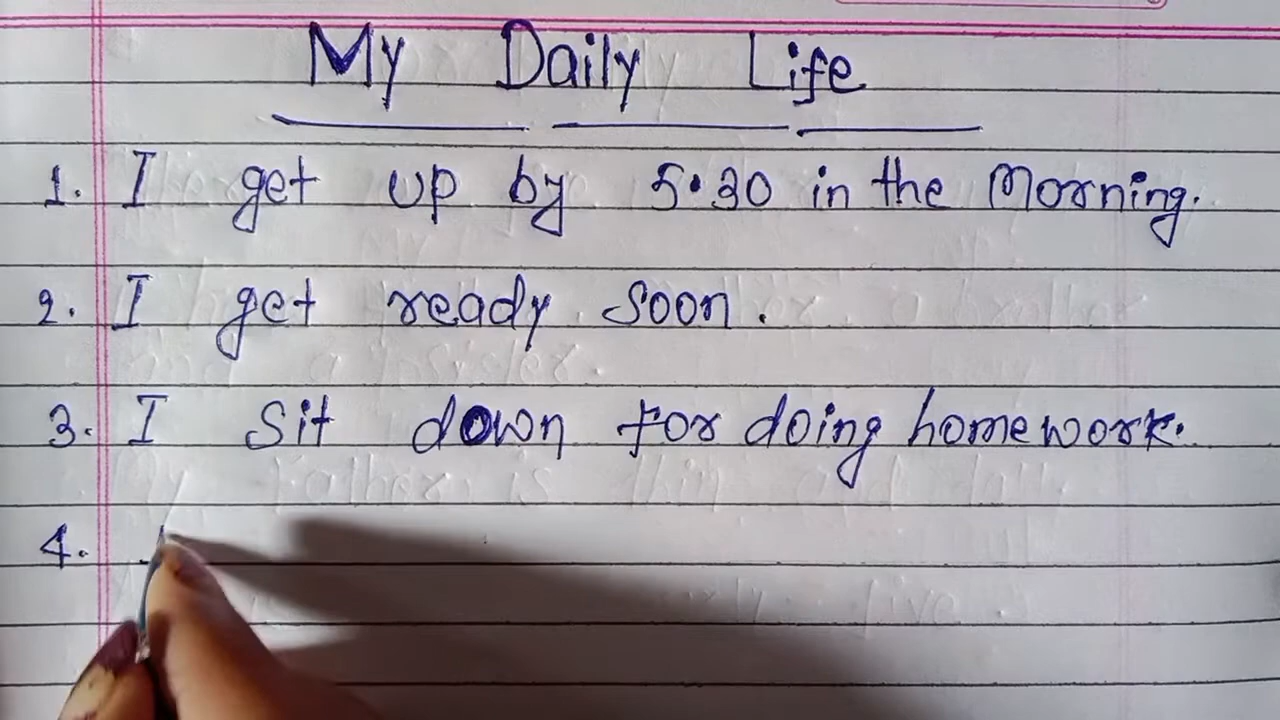 My Daily Life
1. I get up by 5.30 in the Morning.
2. I get ready soon.
3. I Sit down for doing homework.
4.